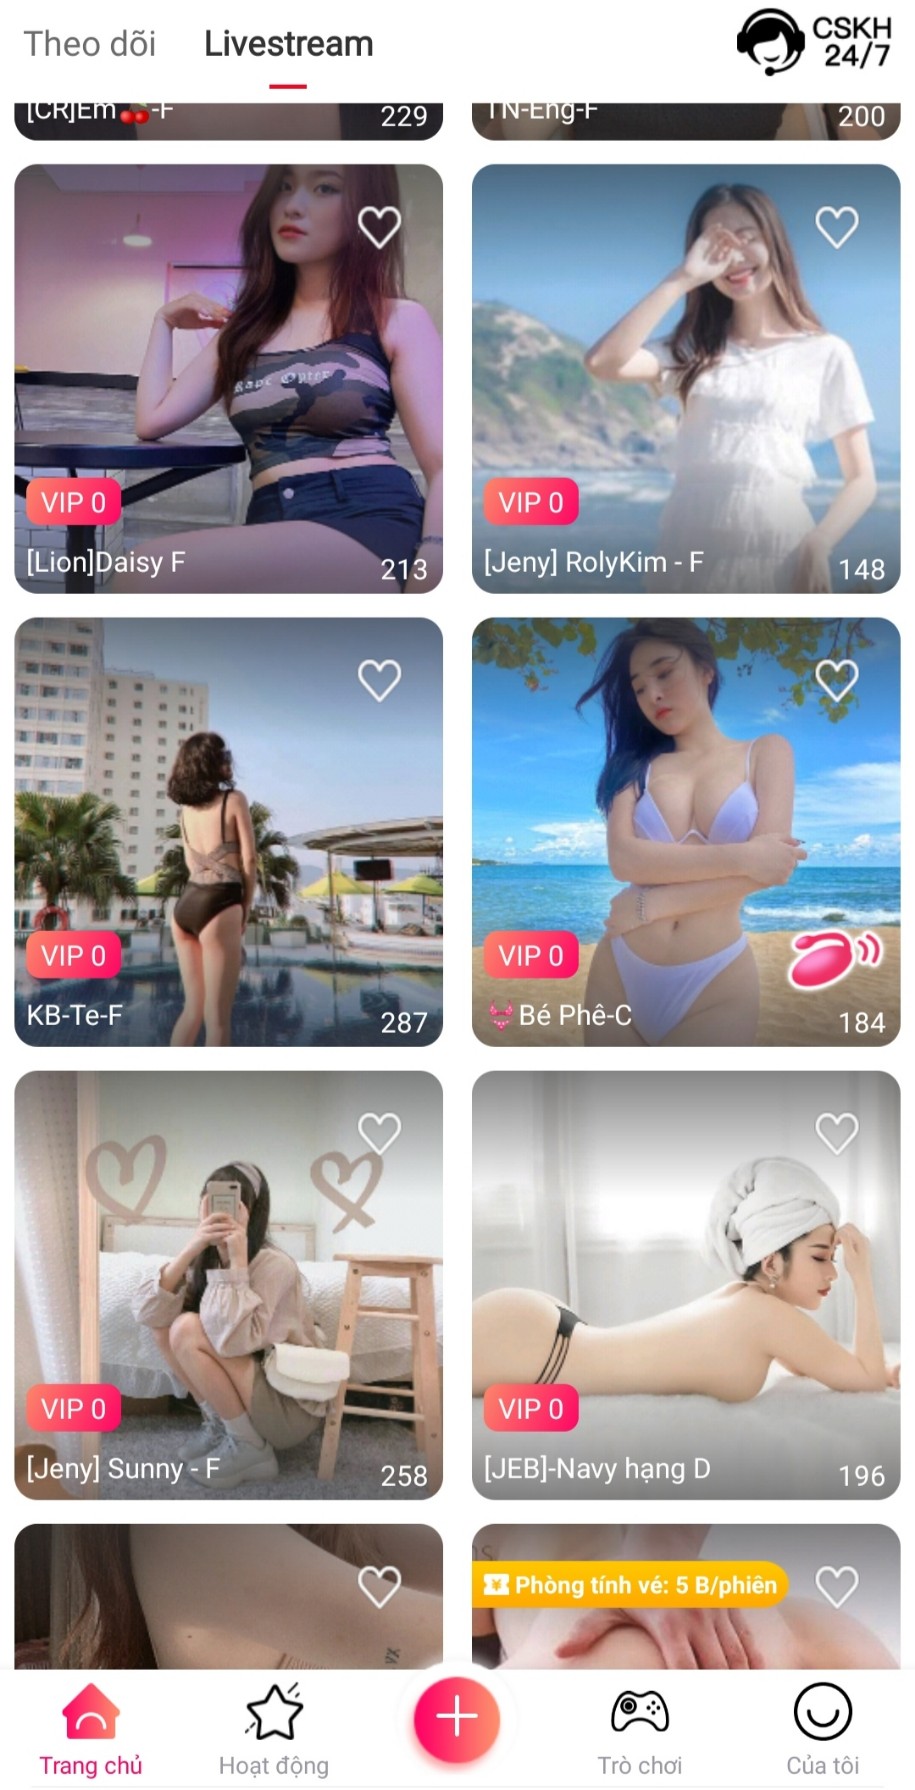 Theo dõi
Livestream
CSKH
24/7
[CR]Em🍒-F
229
TN-Eng-F
200
VIP 0
[Lion]Daisy F
213
VIP 0
[Jeny] RolyKim - F
148
VIP 0
KB-Te-F
287
VIP 0
👙Bé Phê-C
184
VIP 0
[Jeny] Sunny - F
258
VIP 0
[JEB]-Navy hạng D
196
Phòng tính vé: 5 B/phiên
Trang chủ
Hoạt động
Trò chơi
Của tôi